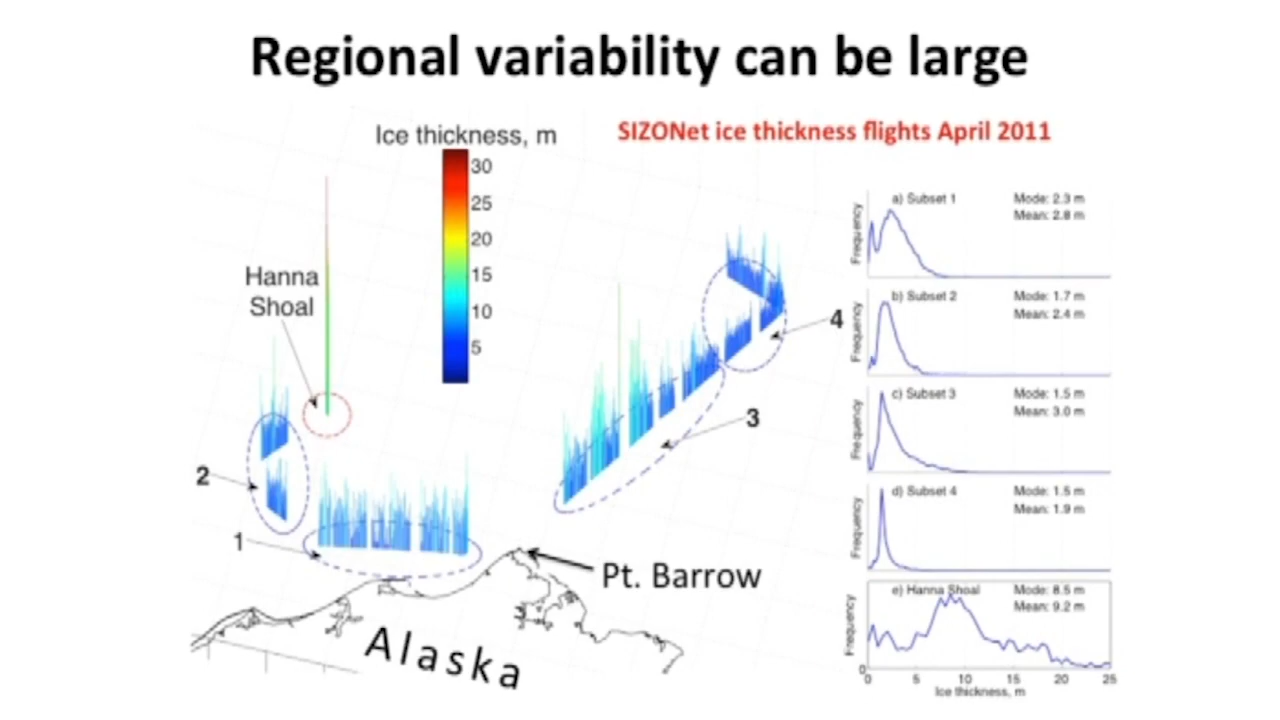 Regional variability can be large
Ice thickness, m
SIZONet ice thickness flights April 2011
30
25
20
15
10
5
Hanna
Shoal
2
1
3
4
Pt. Barrow
Alaska
Frequency
a) Subset 1
Mode: 2.3 m
Mean: 2.8 m
Frequency
b) Subset 2
Mode: 1.7 m
Mean: 2.4 m
Frequency
c) Subset 3
Mode: 1.5 m
Mean: 3.0 m
Frequency
d) Subset 4
Mode: 1.5 m
Mean: 1.9 m
Frequency
e) Hanna Shoal
Mode: 8.5 m
Mean: 9.2 m
0
0 5 10 15 20 25
Ice thickness, m